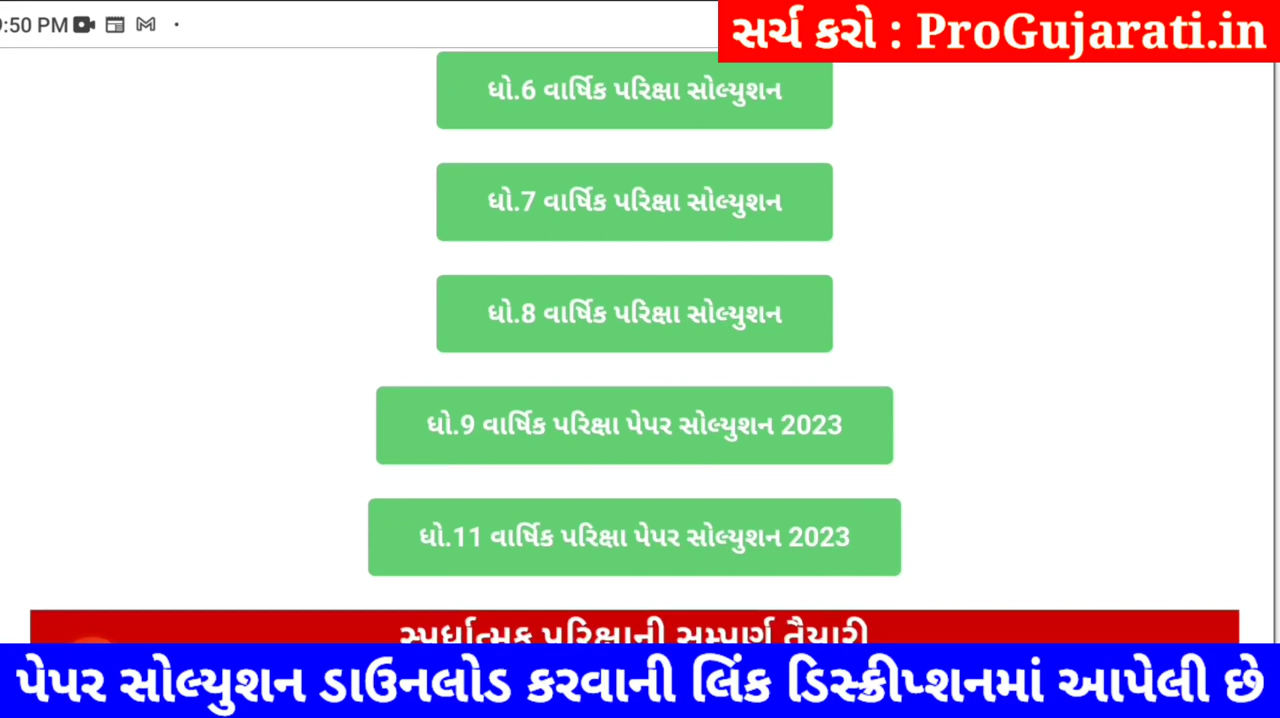 :50 PM
સર્ચ કરો : ProGujarati.in
ધો.6 વાર્ષિક પરિક્ષા સોલ્યુશન
ધો.7 વાર્ષિક પરિક્ષા સોલ્યુશન
ધો.8 વાર્ષિક પરિક્ષા સોલ્યુશન
ધો.9 વાર્ષિક પરિક્ષા પેપર સોલ્યુશન 2023
ધો.11 વાર્ષિક પરિક્ષા પેપર સોલ્યુશન 2023
સ્પર્ધાત્મક પરિક્ષાની સમ્પૂર્ણ તૈયારી
પેપર સોલ્યુશન ડાઉનલોડ કરવાની લિંક ડિસ્ક્રીપ્શનમાં આપેલી છે